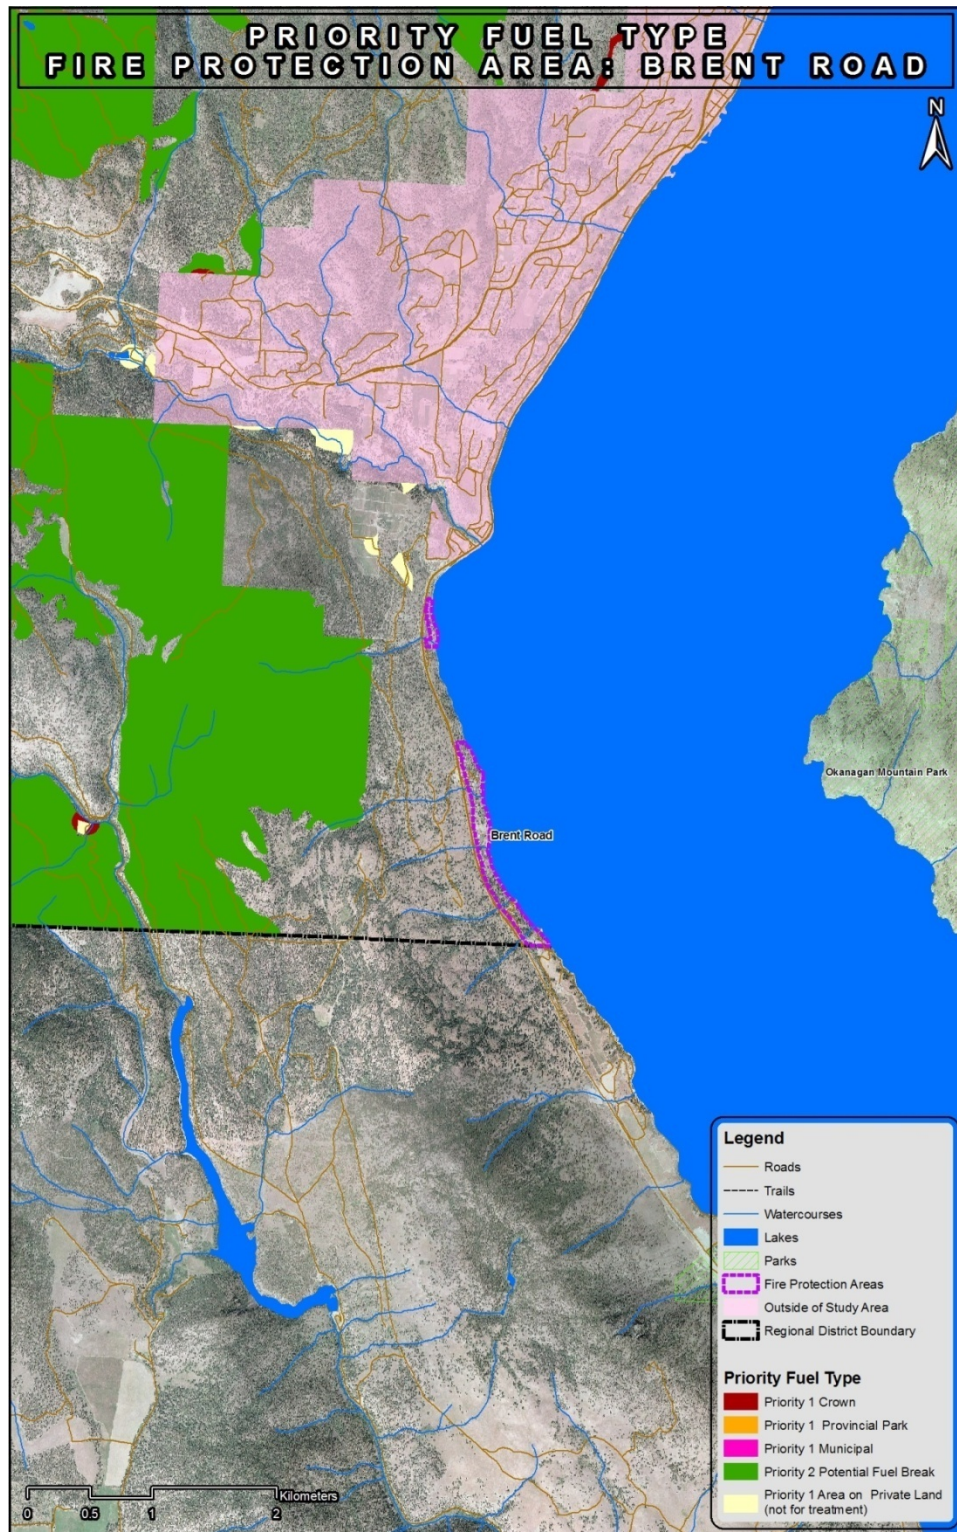 PRIORITY FUEL TYPE
FIRE PROTECTION AREA: BRENT ROAD
N
Okanagan Mountain Park
Brent Road
Legend
Roads
Trails
Watercourses
Lakes
Parks
Fire Protection Areas
Outside of Study Area
Regional District Boundary
Priority Fuel Type
Priority 1 Crown
Priority 1 Provincial Park
Priority 1 Municipal
Priority 2 Potential Fuel Break
Priority 1 Area on Private Land
(not for treatment)
Kilometers
0 0.5 1 2